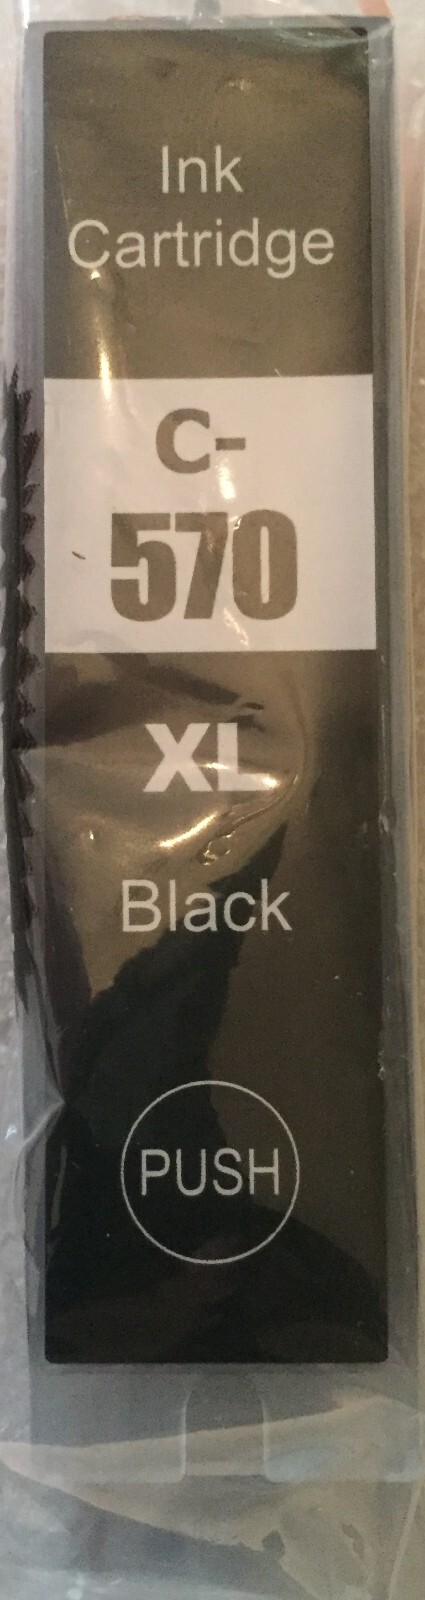 Ink
Cartridge
C-
570
XL
Black
PUSH